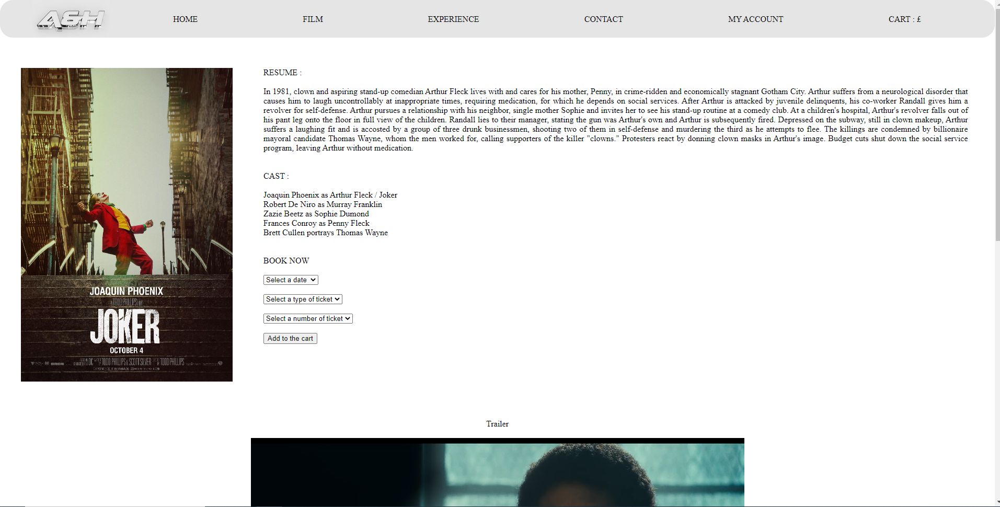 A&H
HOME
FILM
EXPERIENCE
CONTACT
MY ACCOUNT
CART : £
JOAQUIN PHOENIX
A TODD PHILLIPS FILM
JOKER
OCTOBER 4
BRON
DC
TODD PHILLIPS & SCOTT SILVER
TODD PHILLIPS
EXPERIENCE IT IN IMAX
RESUME :
In 1981, clown and aspiring stand-up comedian Arthur Fleck lives with and cares for his mother, Penny, in crime-ridden and economically stagnant Gotham City. Arthur suffers from a neurological disorder that
causes him to laugh uncontrollably at inappropriate times, requiring medication, for which he depends on social services. After Arthur is attacked by juvenile delinquents, his co-worker Randall gives him a
revolver for self-defense. Arthur pursues a relationship with his neighbor, single mother Sophie and invites her to see his stand-up routine at a comedy club. At a children's hospital, Arthur's revolver falls out of
his pant leg onto the floor in full view of the children. Randall lies to their manager, stating the gun was Arthur's own and Arthur is subsequently fired. Depressed on the subway, still in clown makeup, Arthur
suffers a laughing fit and is accosted by a group of three drunk businessmen, shooting two of them in self-defense and murdering the third as he attempts to flee. The killings are condemned by billionaire
mayoral candidate Thomas Wayne, whom the men worked for, calling supporters of the killer "clowns." Protesters react by donning clown masks in Arthur's image. Budget cuts shut down the social service
program, leaving Arthur without medication.
CAST :
Joaquin Phoenix as Arthur Fleck / Joker
Robert De Niro as Murray Franklin
Zazie Beetz as Sophie Dumond
Frances Conroy as Penny Fleck
Brett Cullen portrays Thomas Wayne
BOOK NOW
Select a date
Select a type of ticket
Select a number of ticket
Add to the cart
Trailer